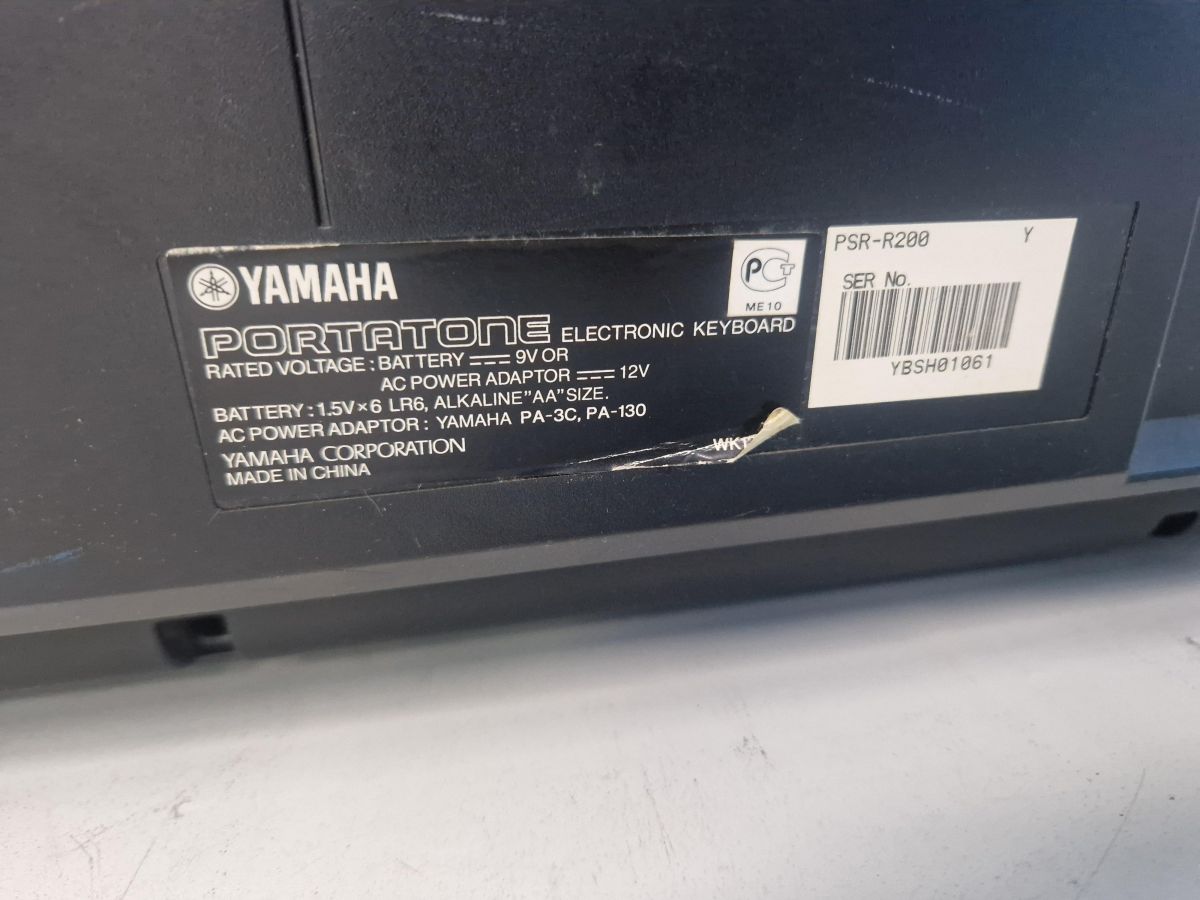 YAMAHA
PCT
ME10
PORTATONE ELECTRONIC KEYBOARD
RATED VOLTAGE : BATTERY ⎓ 9V OR
AC POWER ADAPTOR ⎓ 12V
BATTERY : 1.5V×6 LR6, ALKALINE"AA"SIZE.
AC POWER ADAPTOR : YAMAHA PA-3C, PA-130
YAMAHA CORPORATION
MADE IN CHINA
PSR-R200 Y
SER No.
YBSH01061